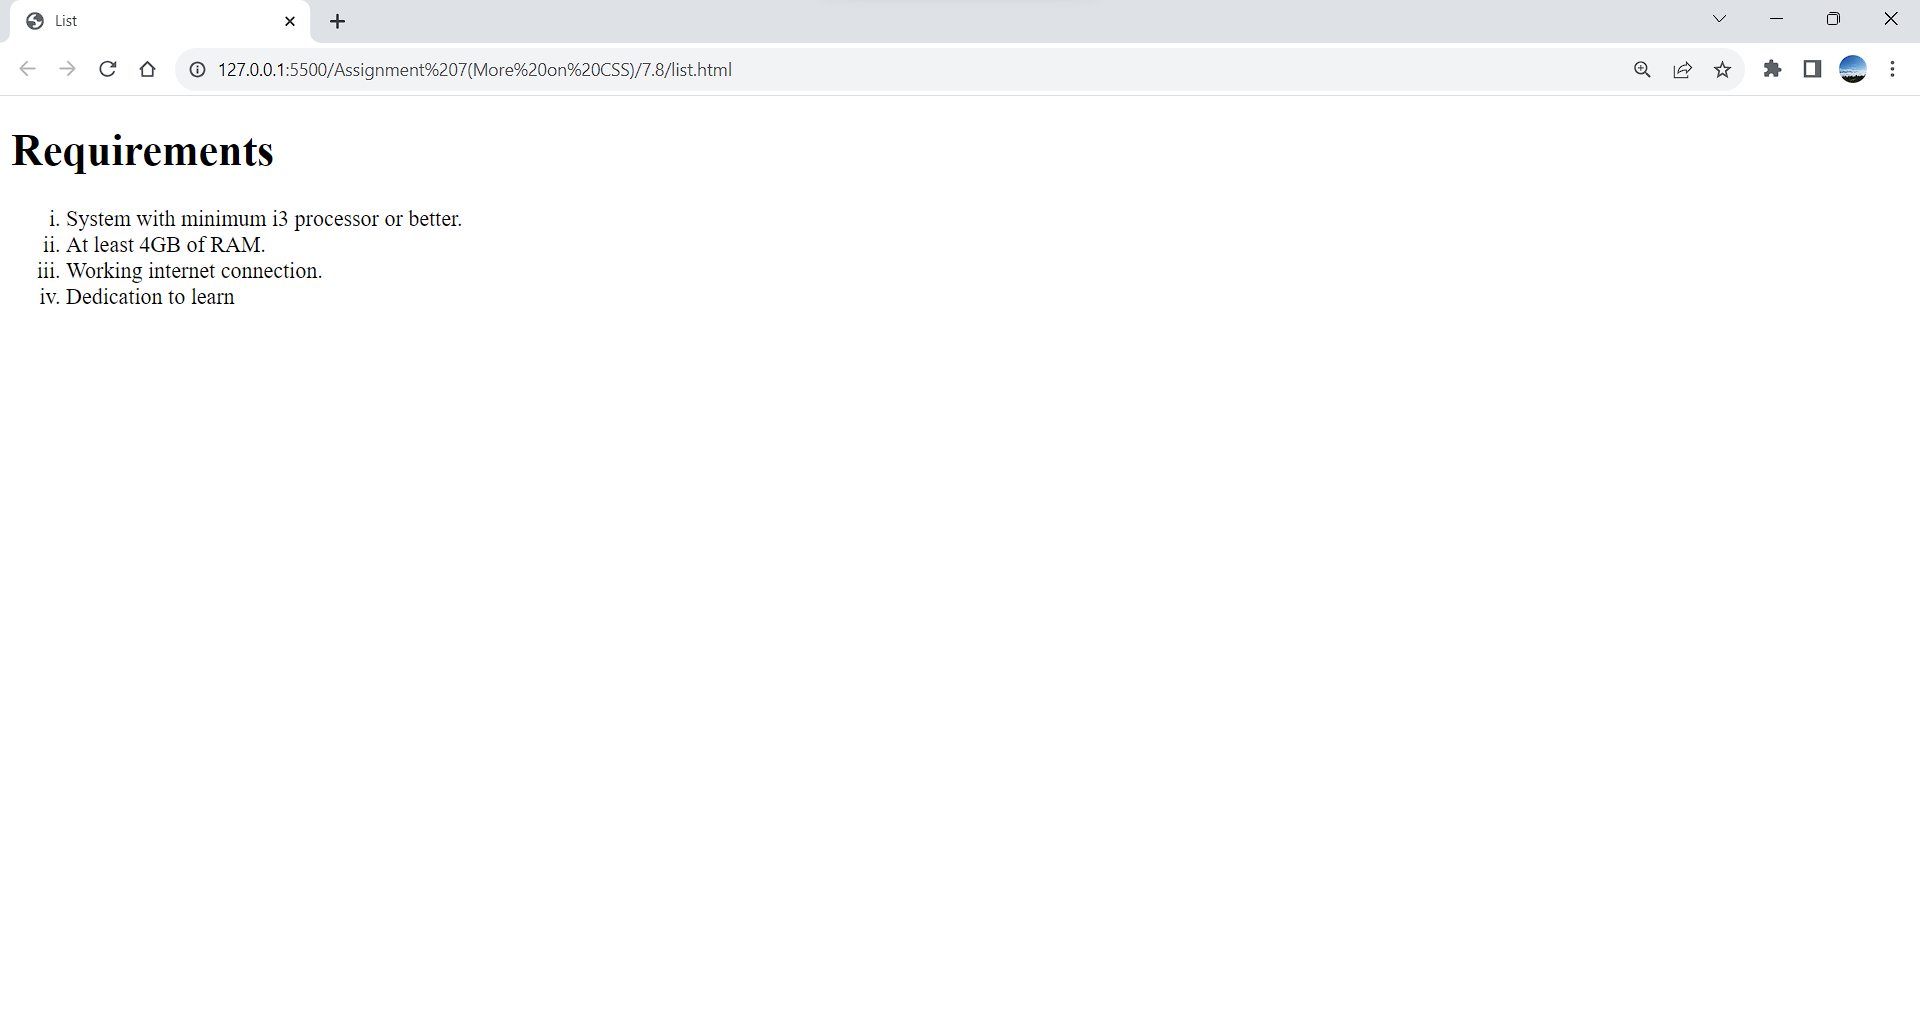 List
127.0.0.1:5500/Assignment%207(More%20on%20CSS)/7.8/list.html
Requirements
i. System with minimum i3 processor or better.
ii. At least 4GB of RAM.
iii. Working internet connection.
iv. Dedication to learn